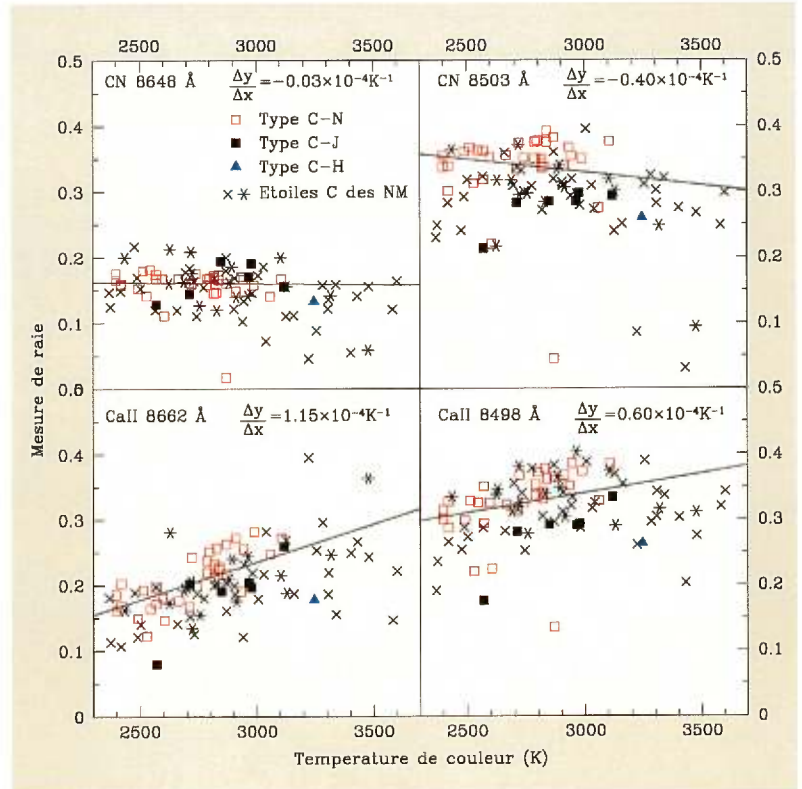 2500 3000 3500 2500 3000 3500
0.5 CN 8648 Å Δy/Δx =−0.03×10⁻⁴K⁻¹ CN 8503 Å Δy/Δx =−0.40×10⁻⁴K⁻¹ 0.5
□ Type C-N
0.4 ■ Type C-J 0.4
▲ Type C-H
0.3 × * Etoiles C des NM 0.3
0.2 0.2
0.1 0.1
0.5
CaII 8662 Å Δy/Δx =1.15×10⁻⁴K⁻¹ CaII 8498 Å Δy/Δx =0.60×10⁻⁴K⁻¹
Mesure de raie
0.4 0.4
0.3 0.3
0.2 0.2
0.1 0.1
0 0
2500 3000 3500 2500 3000 3500
Temperature de couleur (K)